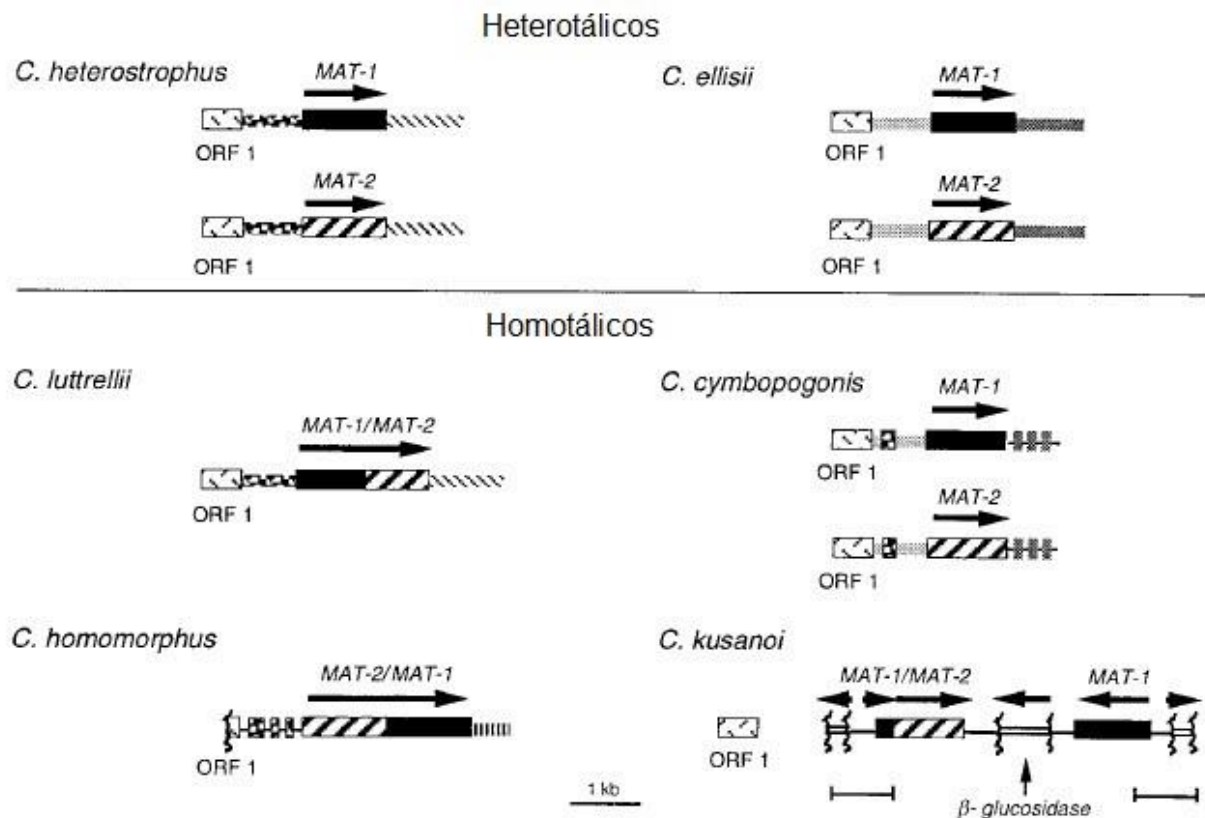 Heterotálicos
C. heterostrophus
MAT-1
ORF 1
MAT-2
ORF 1
C. ellisii
MAT-1
ORF 1
MAT-2
ORF 1
Homotálicos
C. luttrellii
MAT-1/MAT-2
ORF 1
C. cymbopogonis
MAT-1
ORF 1
MAT-2
ORF 1
C. homomorphus
MAT-2/MAT-1
ORF 1
1 kb
C. kusanoi
MAT-1/MAT-2
MAT-1
ORF 1
β- glucosidase